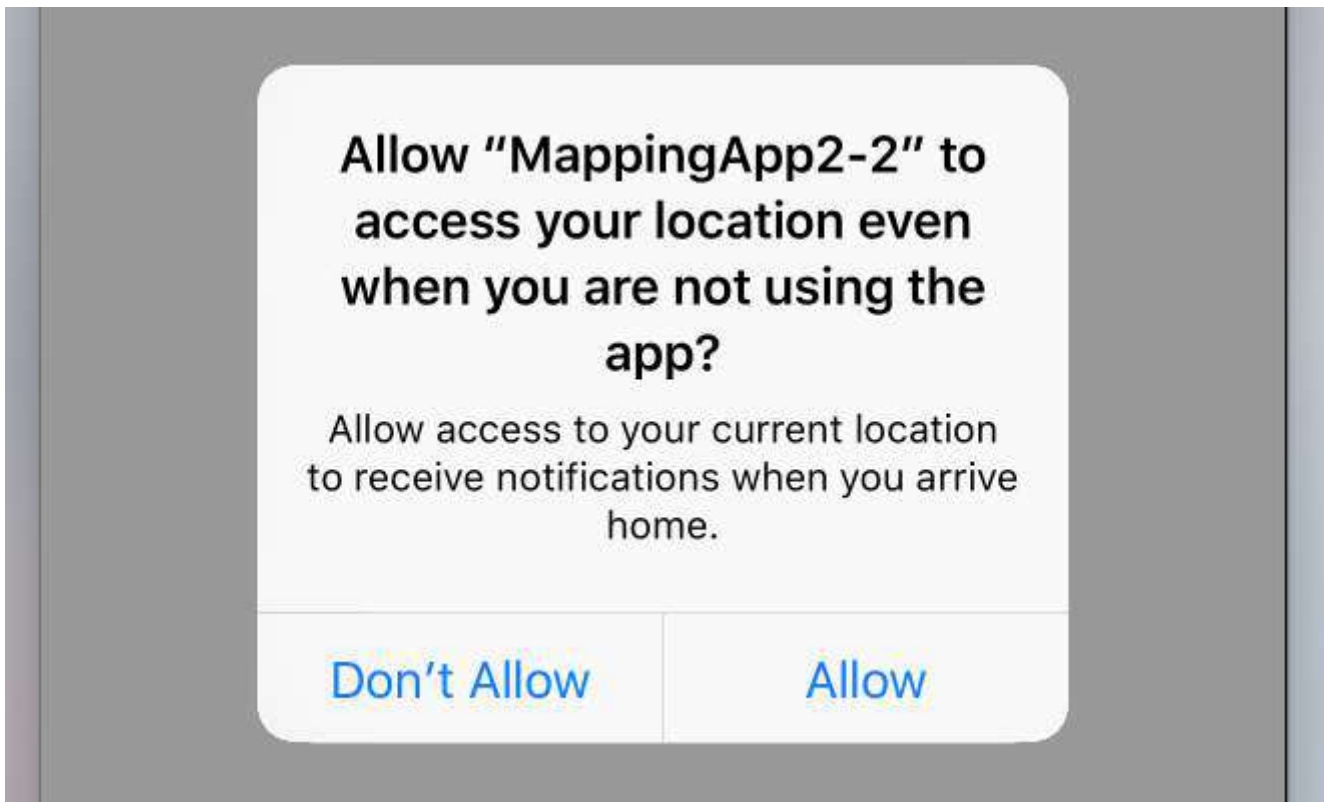 Allow “MappingApp2-2” to
access your location even
when you are not using the
app?
Allow access to your current location
to receive notifications when you arrive
home.
Don’t Allow
Allow